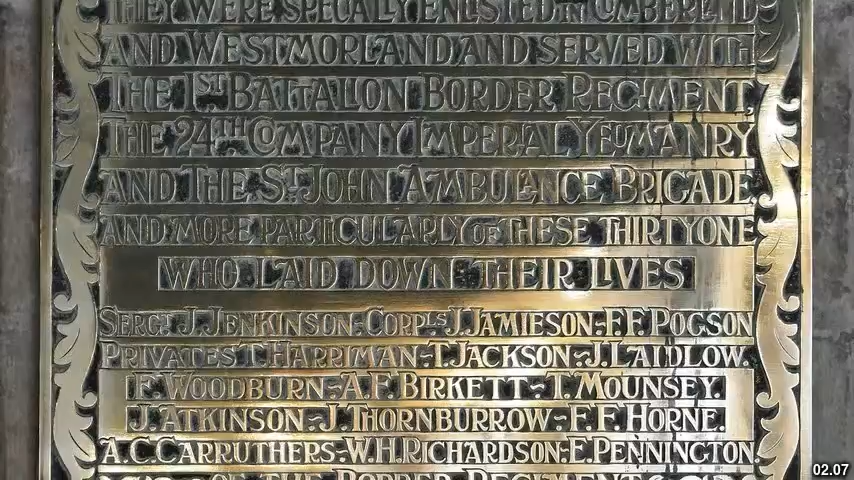 THEY WERE SPECIALLY ENLISTED IN CUMBERLAND
AND WESTMORLAND AND SERVED WITH
THE 1ST BATTALION BORDER REGIMENT,
THE 24TH COMPANY IMPERIAL YEOMANRY
AND THE ST JOHN AMBULANCE BRIGADE
AND MORE PARTICULARLY OF THESE THIRTYONE
WHO LAID DOWN THEIR LIVES
SERGT J. JENKINSON~CORPLS J. JAMIESON~F. F. POGSON
PRIVATES T. HARRIMAN~T. JACKSON~J. LAIDLOW.
F. WOODBURN~A. F. BIRKETT~T. MOUNSEY.
J. ATKINSON~J. THORNBURROW~F. F. HORNE.
A. C. CARRUTHERS~W. H. RICHARDSON~E. PENNINGTON.
BORDER REGIMENT
02.07